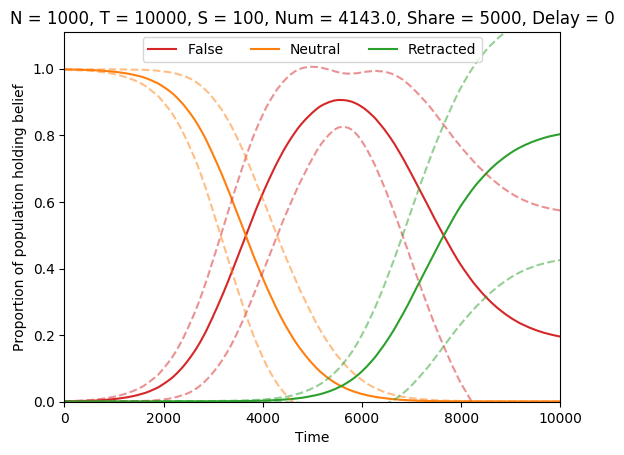 N = 1000, T = 10000, S = 100, Num = 4143.0, Share = 5000, Delay = 0
False Neutral Retracted
Proportion of population holding belief
1.0
0.8
0.6
0.4
0.2
0.0
0 2000 4000 6000 8000 10000
Time